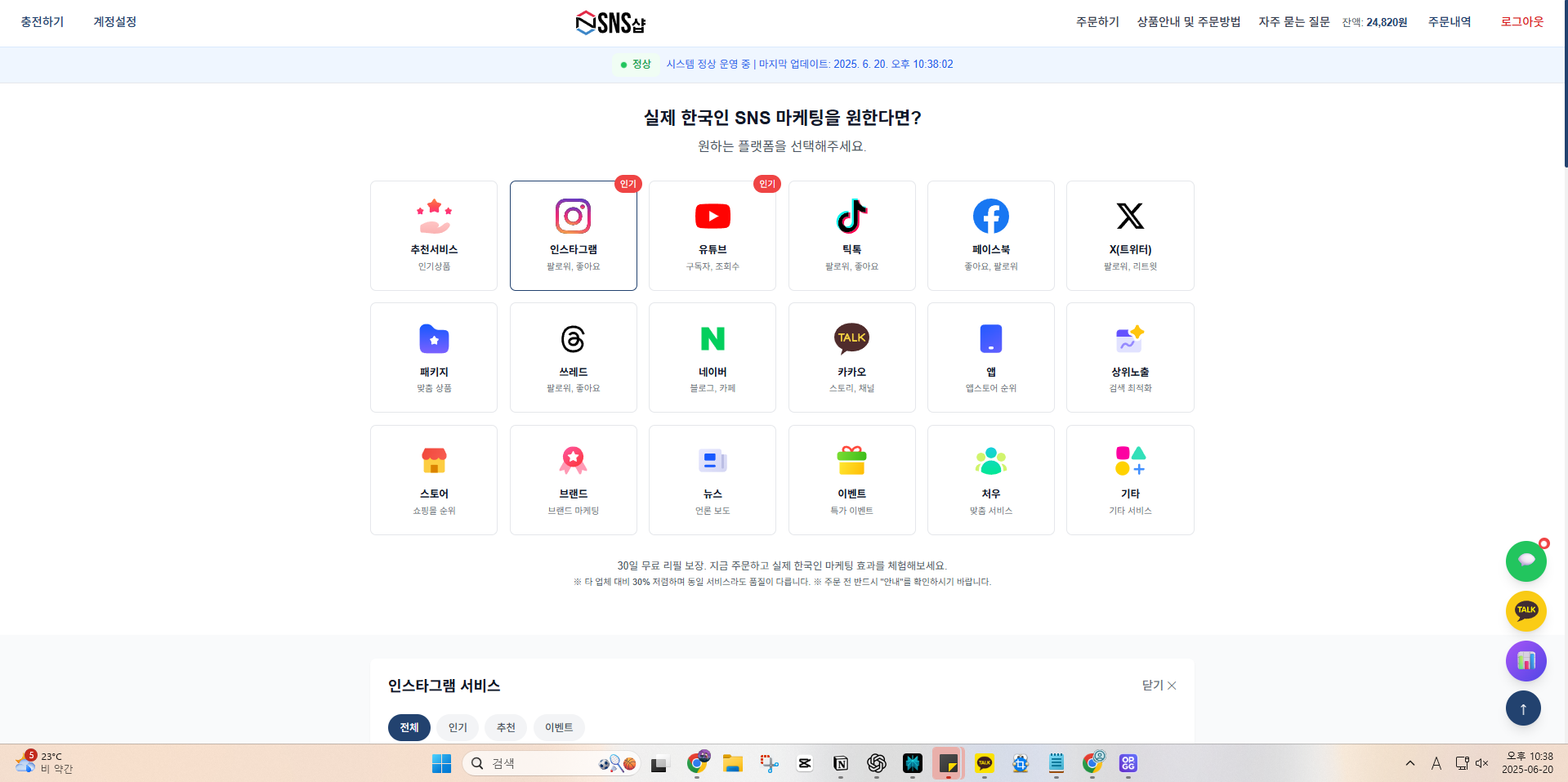 충전하기 계정설정 SNS샵 주문하기 상품안내 및 주문방법 자주 묻는 질문 잔액: 24,820원 주문내역 로그아웃
정상 시스템 정상 운영 중 | 마지막 업데이트: 2025. 6. 20. 오후 10:38:02
실제 한국인 SNS 마케팅을 원한다면?
원하는 플랫폼을 선택해주세요.
인기 인기
추천서비스 인스타그램 유튜브 틱톡 페이스북 X(트위터)
인기상품 팔로워, 좋아요 구독자, 조회수 팔로워, 좋아요 좋아요, 팔로워 팔로워, 리트윗
TALK
패키지 쓰레드 네이버 카카오 앱 상위노출
맞춤 상품 팔로워, 좋아요 블로그, 카페 스토리, 채널 앱스토어 순위 검색 최적화
스토어 브랜드 뉴스 이벤트 처우 기타
쇼핑몰 순위 브랜드 마케팅 언론 보도 특가 이벤트 맞춤 서비스 기타 서비스
30일 무료 리필 보장. 지금 주문하고 실제 한국인 마케팅 효과를 체험해보세요.
※ 다 업체 대비 30% 저렴하며 동일 서비스라도 품질이 다릅니다. ※ 주문 전 반드시 "안내"를 확인하시기 바랍니다.
TALK
인스타그램 서비스 닫기
전체 인기 추천 이벤트
5 23°C
비 약간
검색
TALK
OP.GG
A
오후 10:38
2025-06-20